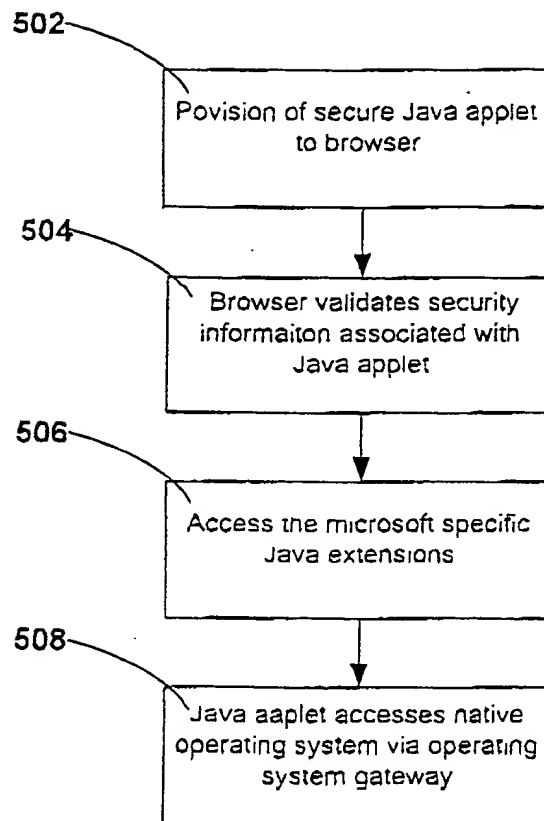 502
Povision of secure Java applet
to browser
504
Browser validates security
informaiton associated with
Java applet
506
Access the microsoft specific
Java extensions
508
Java aaplet accesses native
operating system via operating
system gateway